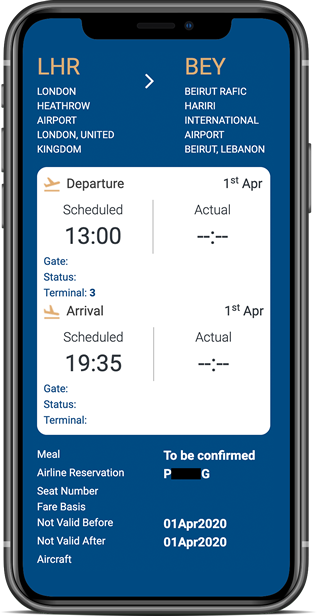 LHR
BEY
LONDON
HEATHROW
AIRPORT
LONDON, UNITED
KINGDOM
BEIRUT RAFIC
HARIRI
INTERNATIONAL
AIRPORT
BEIRUT, LEBANON
Departure 1st Apr
Scheduled Actual
13:00 --:--
Gate:
Status:
Terminal: 3
Arrival 1st Apr
Scheduled Actual
19:35 --:--
Gate:
Status:
Terminal:
Meal To be confirmed
Airline Reservation P G
Seat Number
Fare Basis
Not Valid Before 01Apr2020
Not Valid After 01Apr2020
Aircraft